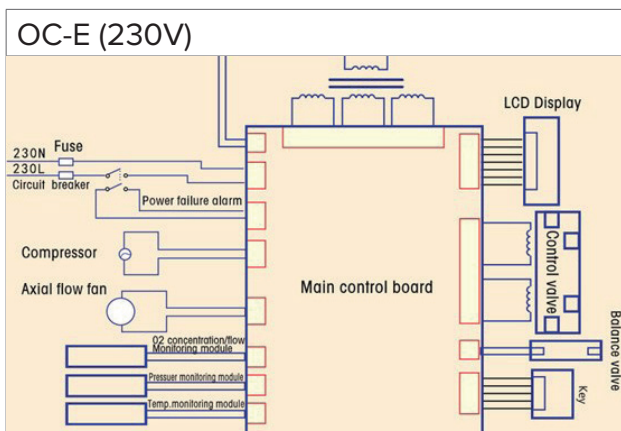 OC-E (230V)
LCD Display
Fuse
230N
230L
Circuit breaker
Power failure alarm
Compressor
Control valve
Axial flow fan
Main control board
O2 concentration/flow
Monitoring module
Balance valve
Pressuer monitoring module
Key
Temp.monitoring module